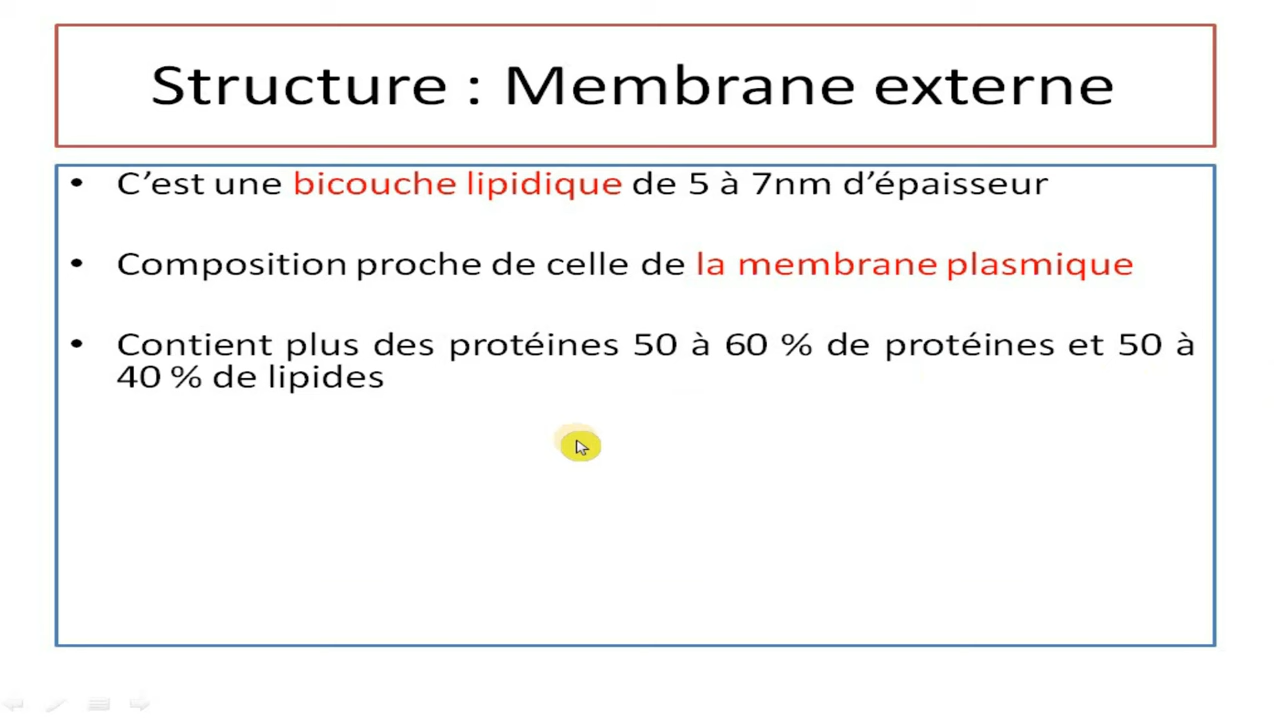 Structure : Membrane externe
• C’est une bicouche lipidique de 5 à 7nm d’épaisseur
• Composition proche de celle de la membrane plasmique
• Contient plus des protéines 50 à 60 % de protéines et 50 à
40 % de lipides